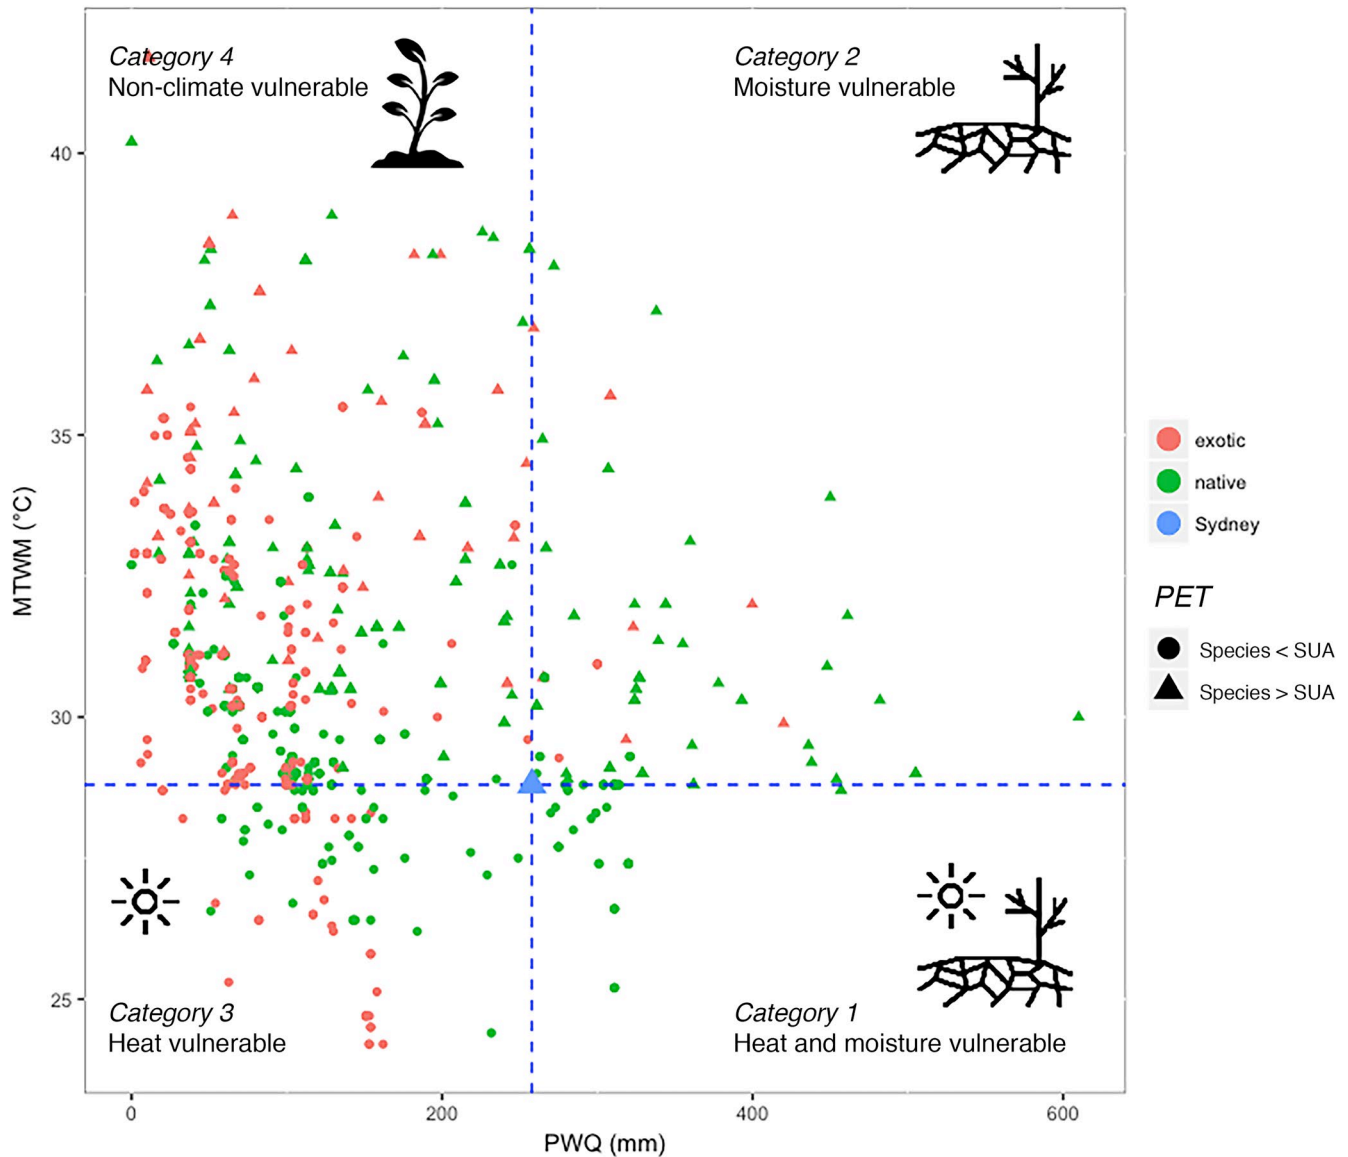 Category 4
Non-climate vulnerable
Category 2
Moisture vulnerable
40
35
MTWM (°C)
30
25
exotic
native
Sydney
PET
Species < SUA
Species > SUA
Category 3
Heat vulnerable
Category 1
Heat and moisture vulnerable
0
200
400
600
PWQ (mm)